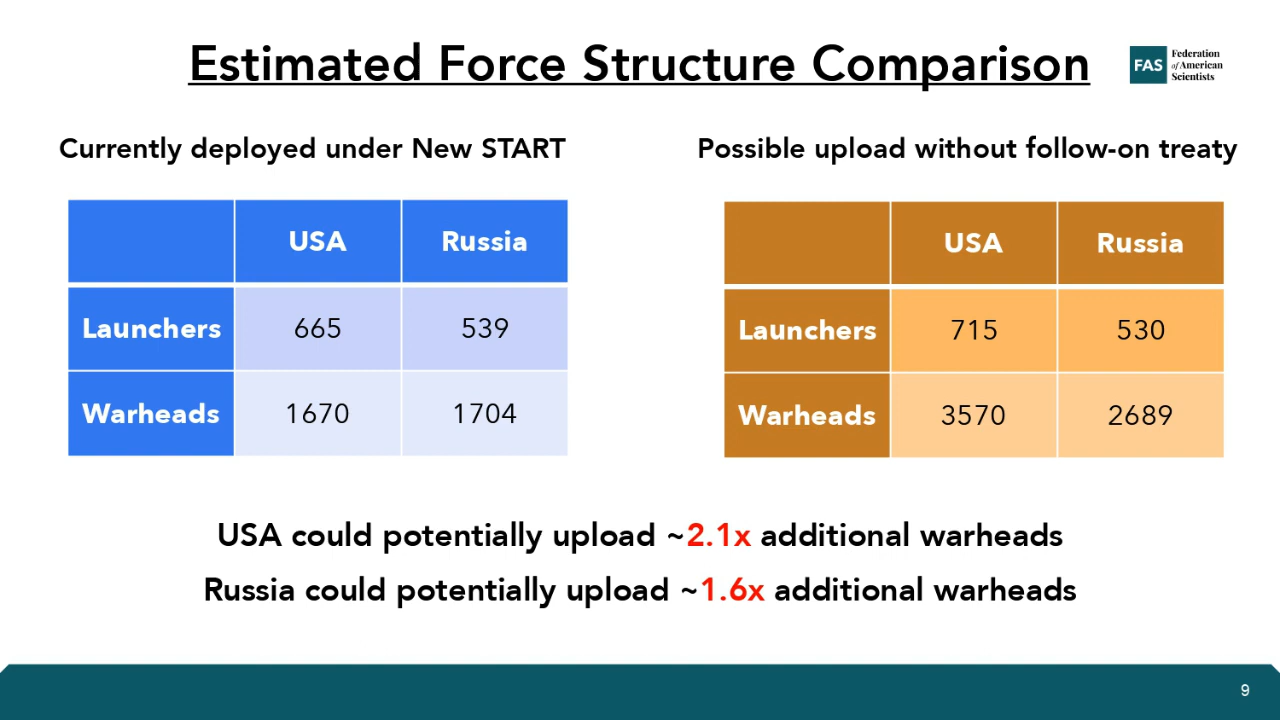 Estimated Force Structure Comparison
FAS
Federation
of American
Scientists
Currently deployed under New START
USA Russia
Launchers 665 539
Warheads 1670 1704
Possible upload without follow-on treaty
USA Russia
Launchers 715 530
Warheads 3570 2689
USA could potentially upload ~2.1x additional warheads
Russia could potentially upload ~1.6x additional warheads
9